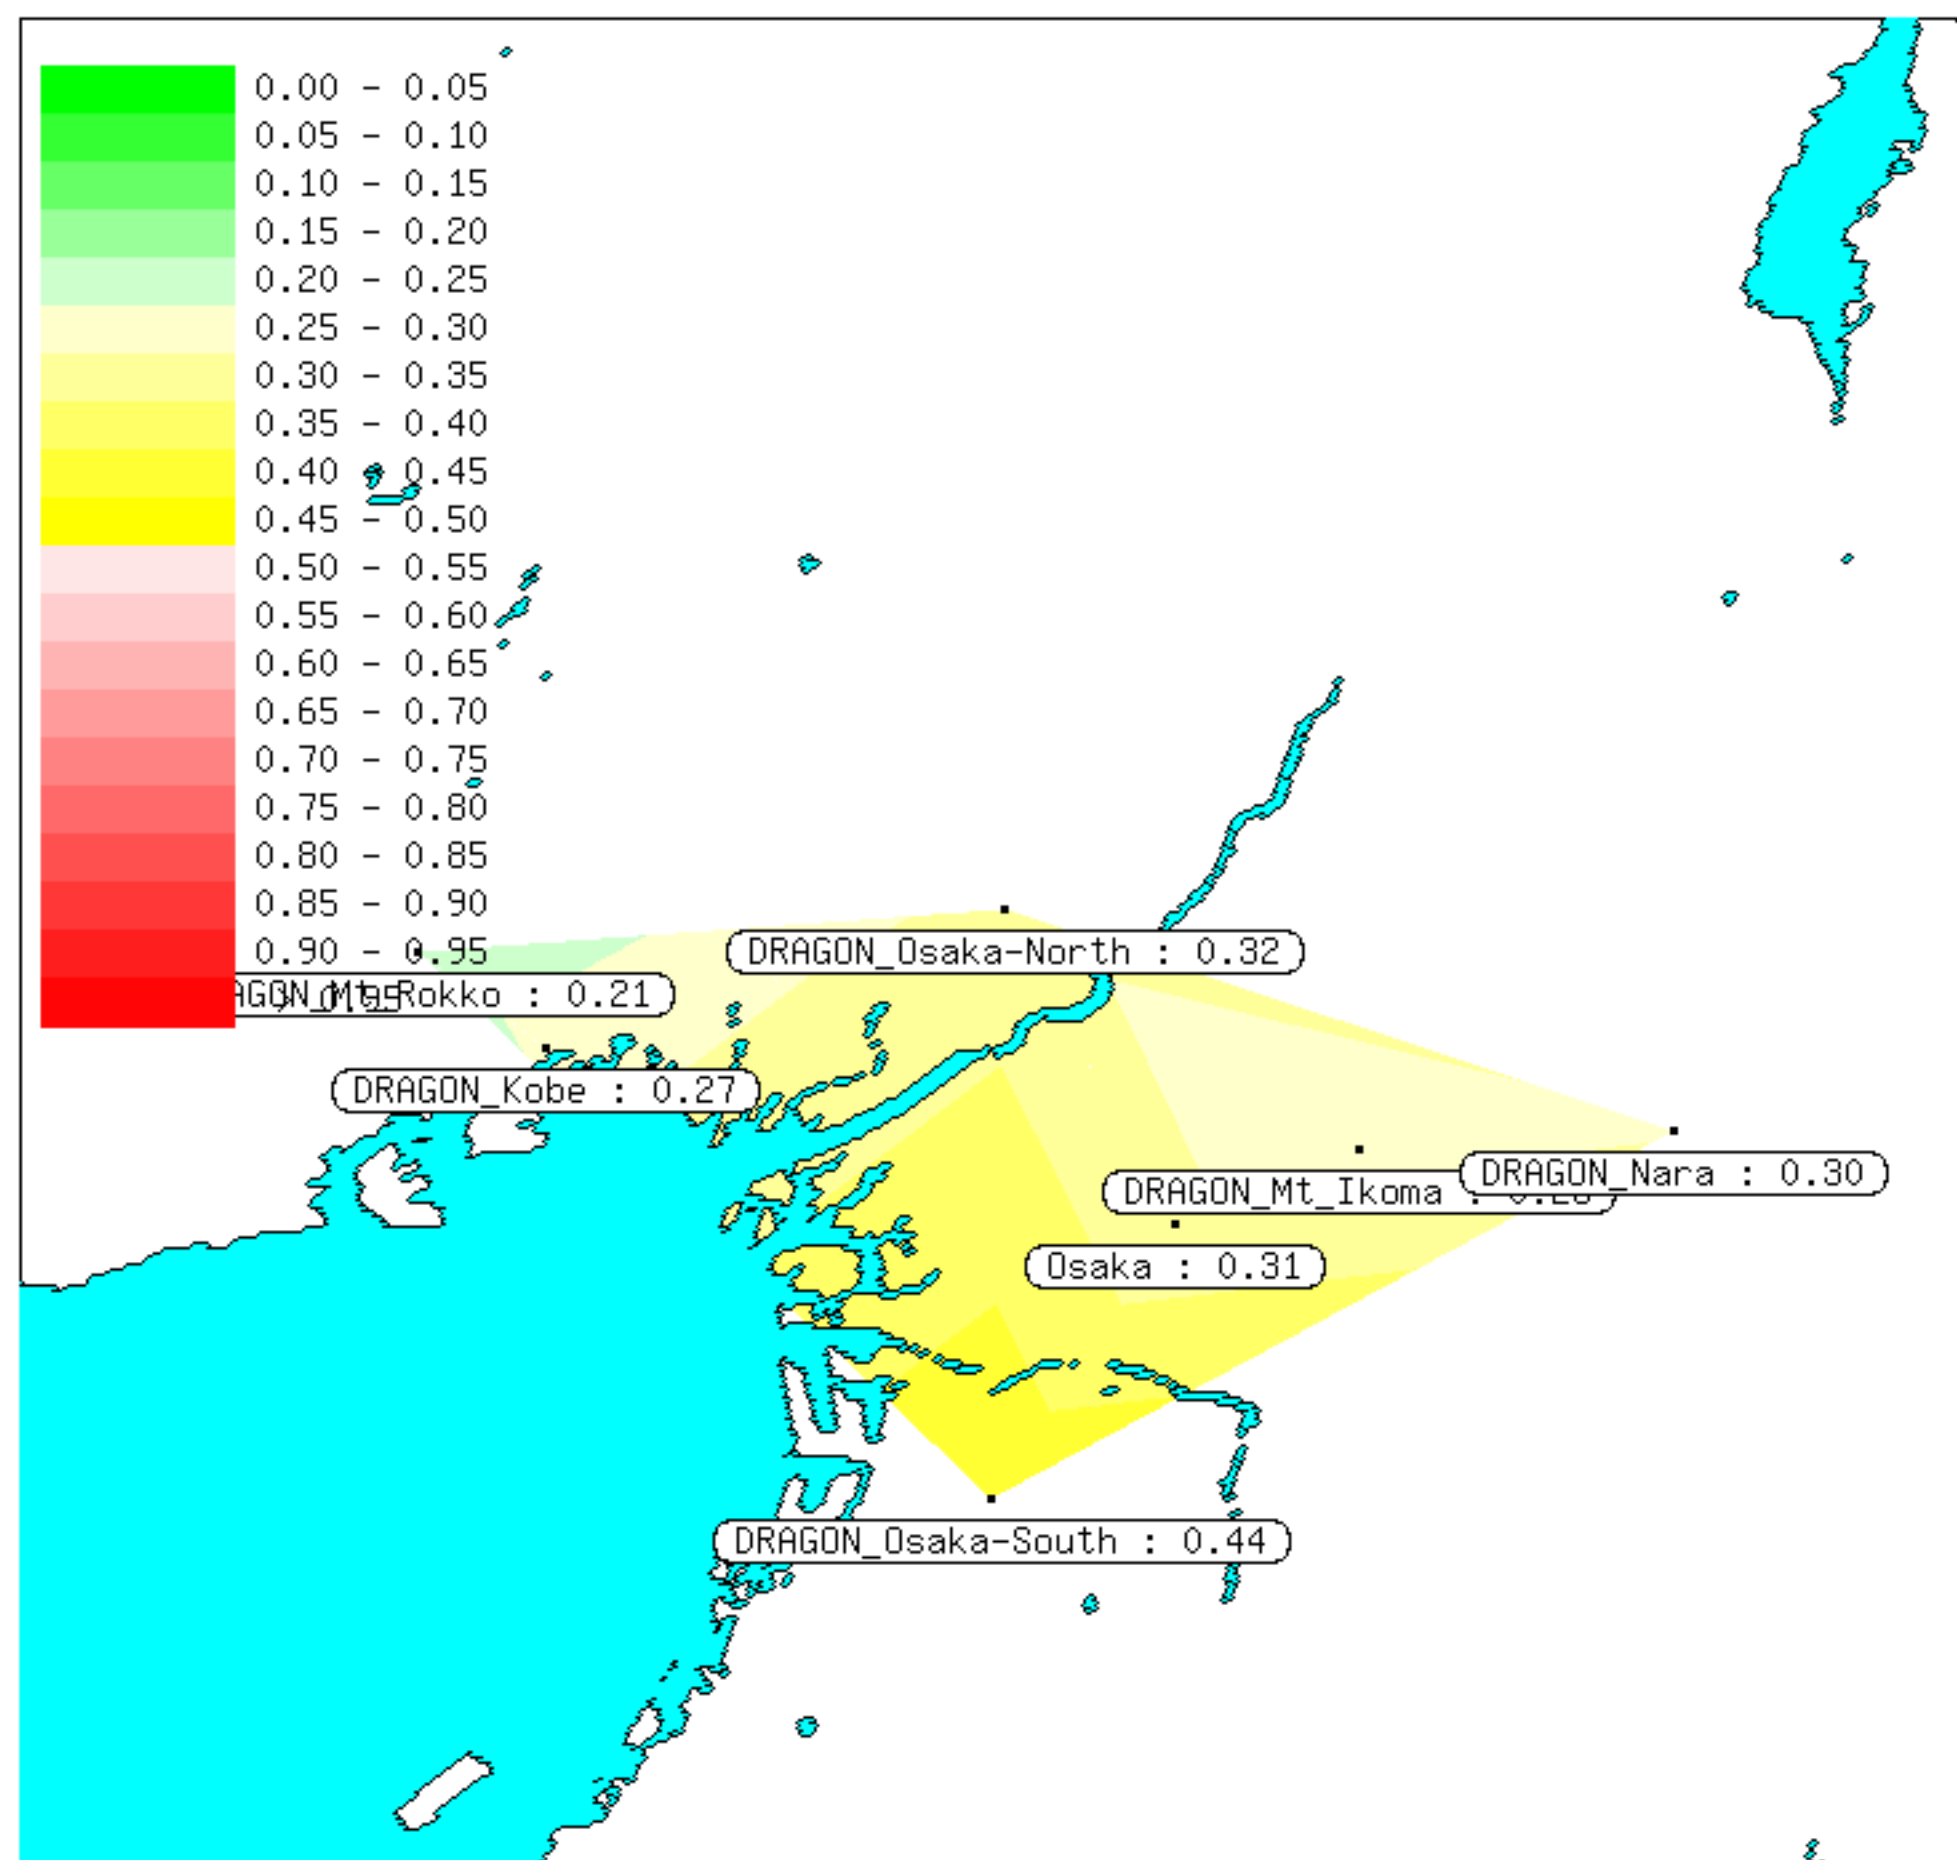 0.00 - 0.05
0.05 - 0.10
0.10 - 0.15
0.15 - 0.20
0.20 - 0.25
0.25 - 0.30
0.30 - 0.35
0.35 - 0.40
0.40 - 0.45
0.45 - 0.50
0.50 - 0.55
0.55 - 0.60
0.60 - 0.65
0.65 - 0.70
0.70 - 0.75
0.75 - 0.80
0.80 - 0.85
0.85 - 0.90
0.90 - 0.95
> 0.95
AGON_Mt_Rokko : 0.21
DRAGON_Osaka-North : 0.32
DRAGON_Kobe : 0.27
DRAGON_Mt_Ikoma :
DRAGON_Nara : 0.30
Osaka : 0.31
DRAGON_Osaka-South : 0.44